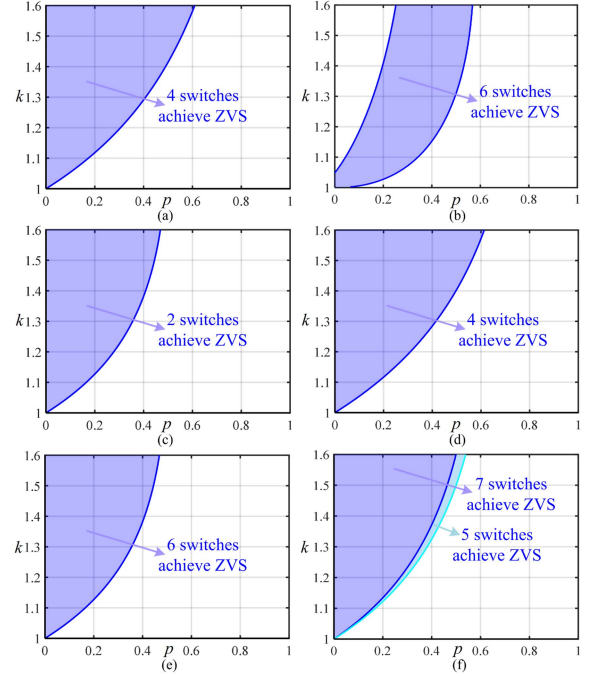 1.6
1.5
1.4
k 1.3
1.2
1.1
1
0
0.2
0.4
0.6
0.8
1
p
4 switches
achieve ZVS
(a)
1.6
1.5
1.4
k 1.3
1.2
1.1
1
0
0.2
0.4
0.6
0.8
1
p
6 switches
achieve ZVS
(b)
1.6
1.5
1.4
k 1.3
1.2
1.1
1
0
0.2
0.4
0.6
0.8
1
p
2 switches
achieve ZVS
(c)
1.6
1.5
1.4
k 1.3
1.2
1.1
1
0
0.2
0.4
0.6
0.8
1
p
4 switches
achieve ZVS
(d)
1.6
1.5
1.4
k 1.3
1.2
1.1
1
0
0.2
0.4
0.6
0.8
1
p
6 switches
achieve ZVS
(e)
1.6
1.5
1.4
k 1.3
1.2
1.1
1
0
0.2
0.4
0.6
0.8
1
p
7 switches
achieve ZVS
5 switches
achieve ZVS
(f)